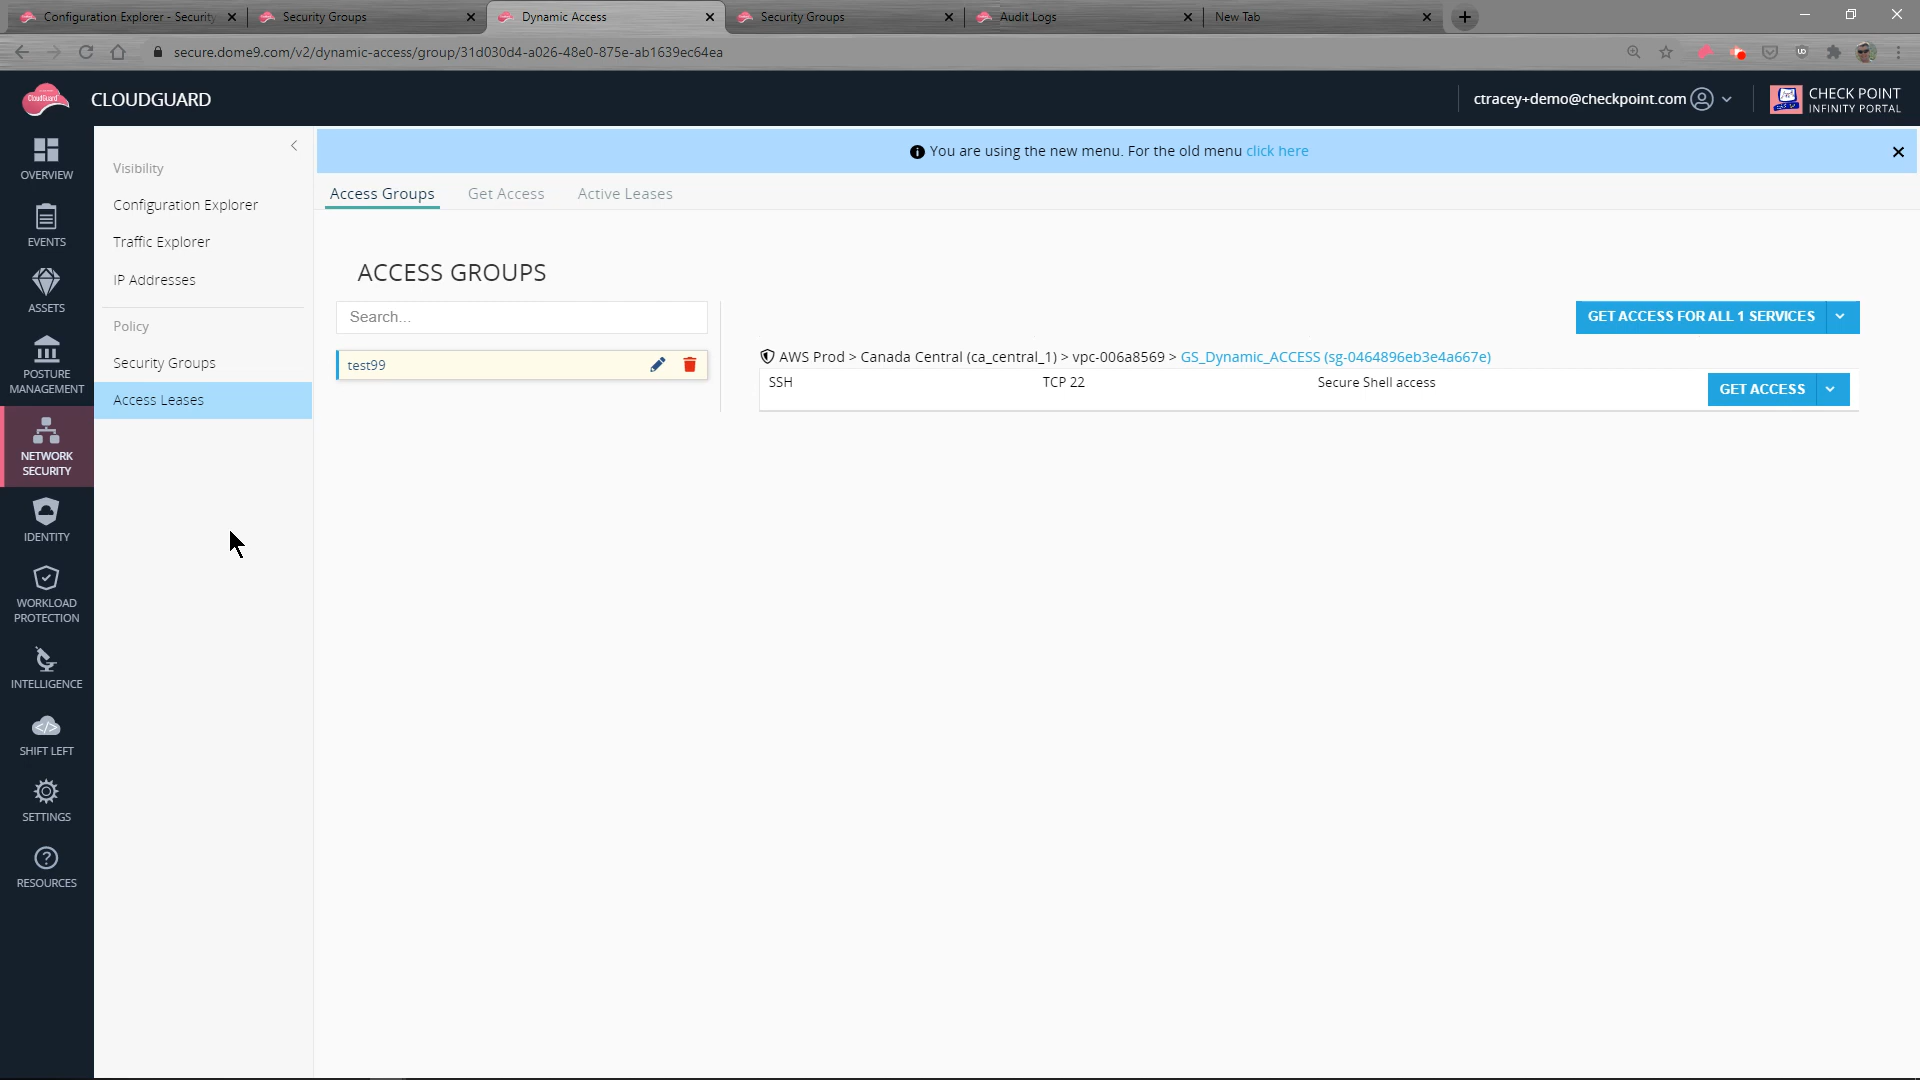 Configuration Explorer - Security
Security Groups
Dynamic Access
Security Groups
Audit Logs
New Tab
secure.dome9.com/v2/dynamic-access/group/31d030d4-a026-48e0-875e-ab1639ec64ea
CloudGuard
CLOUDGUARD
ctracey+demo@checkpoint.com
CHECK POINT
INFINITY PORTAL
OVERVIEW
EVENTS
ASSETS
POSTURE
MANAGEMENT
NETWORK
SECURITY
IDENTITY
WORKLOAD
PROTECTION
INTELLIGENCE
SHIFT LEFT
SETTINGS
RESOURCES
Visibility
Configuration Explorer
Traffic Explorer
IP Addresses
Policy
Security Groups
Access Leases
You are using the new menu. For the old menu click here
Access Groups
Get Access
Active Leases
ACCESS GROUPS
Search...
test99
GET ACCESS FOR ALL 1 SERVICES
AWS Prod > Canada Central (ca_central_1) > vpc-006a8569 > GS_Dynamic_ACCESS (sg-0464896eb3e4a667e)
SSH
TCP 22
Secure Shell access
GET ACCESS